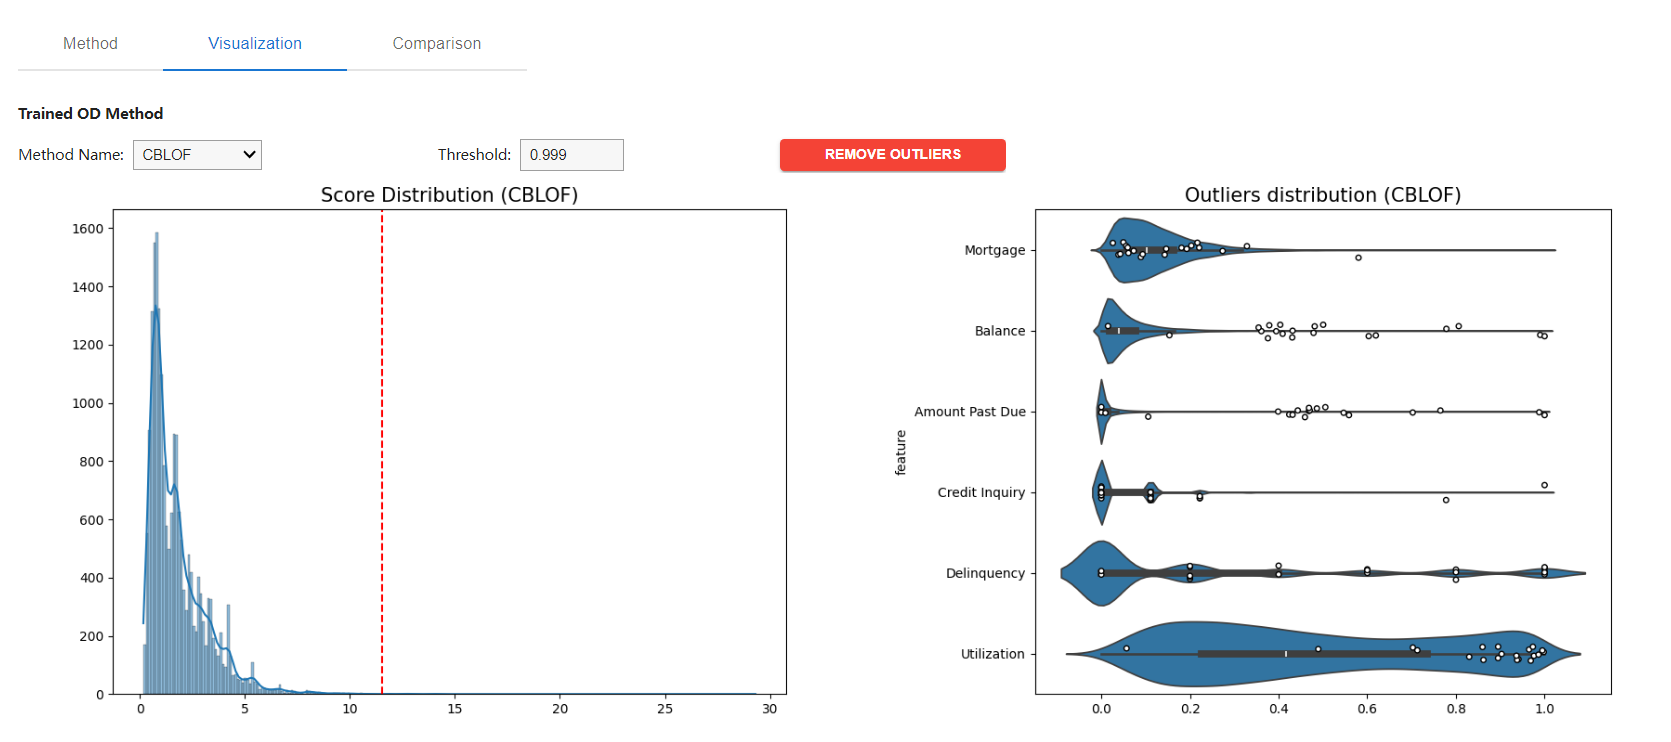 Method Visualization Comparison
Trained OD Method
Method Name: CBLOF Threshold: 0.999 REMOVE OUTLIERS
Score Distribution (CBLOF)
1600
1400
1200
1000
800
600
400
200
0
0 5 10 15 20 25 30
Outliers distribution (CBLOF)
feature
Mortgage
Balance
Amount Past Due
Credit Inquiry
Delinquency
Utilization
0.0 0.2 0.4 0.6 0.8 1.0